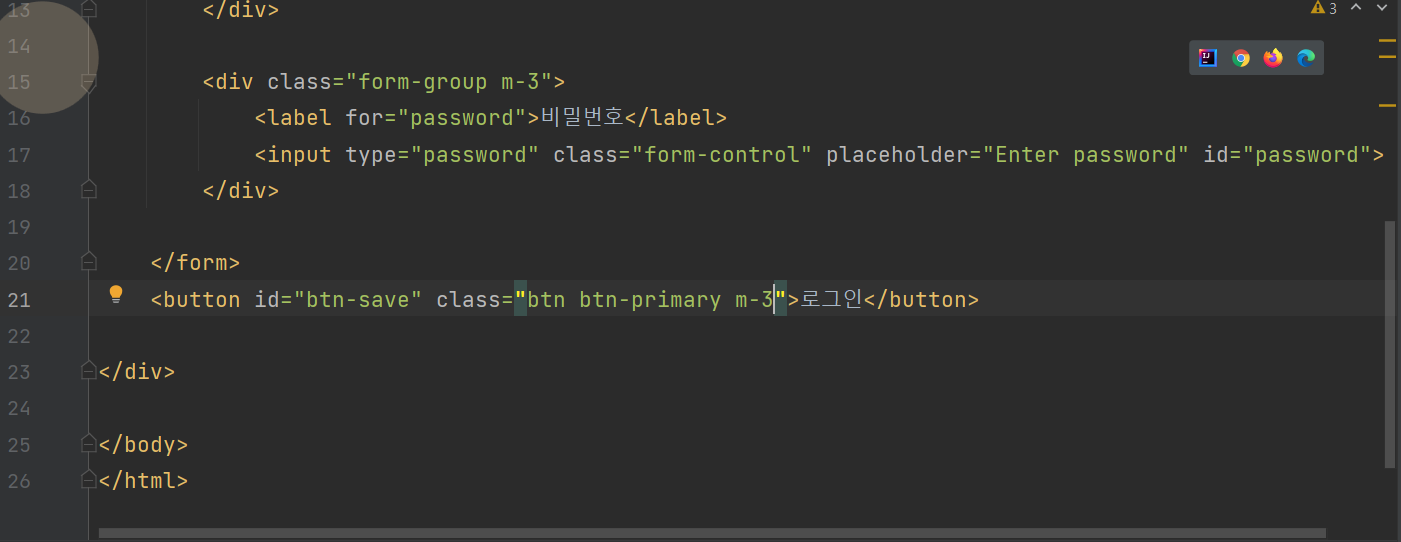 13 </div>
3
14
15 <div class="form-group m-3">
16 <label for="password">비밀번호</label>
17 <input type="password" class="form-control" placeholder="Enter password" id="password">
18 </div>
19
20 </form>
21 <button id="btn-save" class="btn btn-primary m-3">로그인</button>
22
23 </div>
24
25 </body>
26 </html>